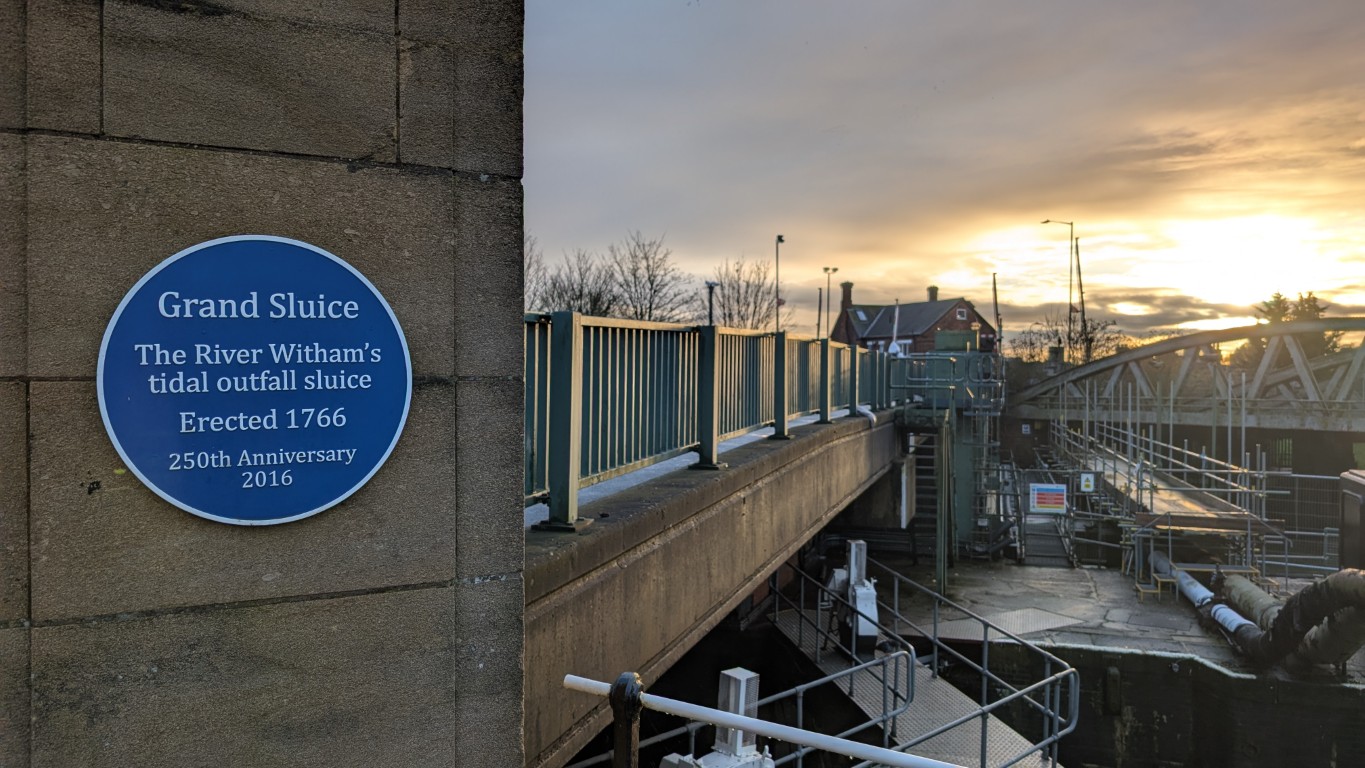 Grand Sluice
The River Witham's
tidal outfall sluice
Erected 1766
250th Anniversary
2016